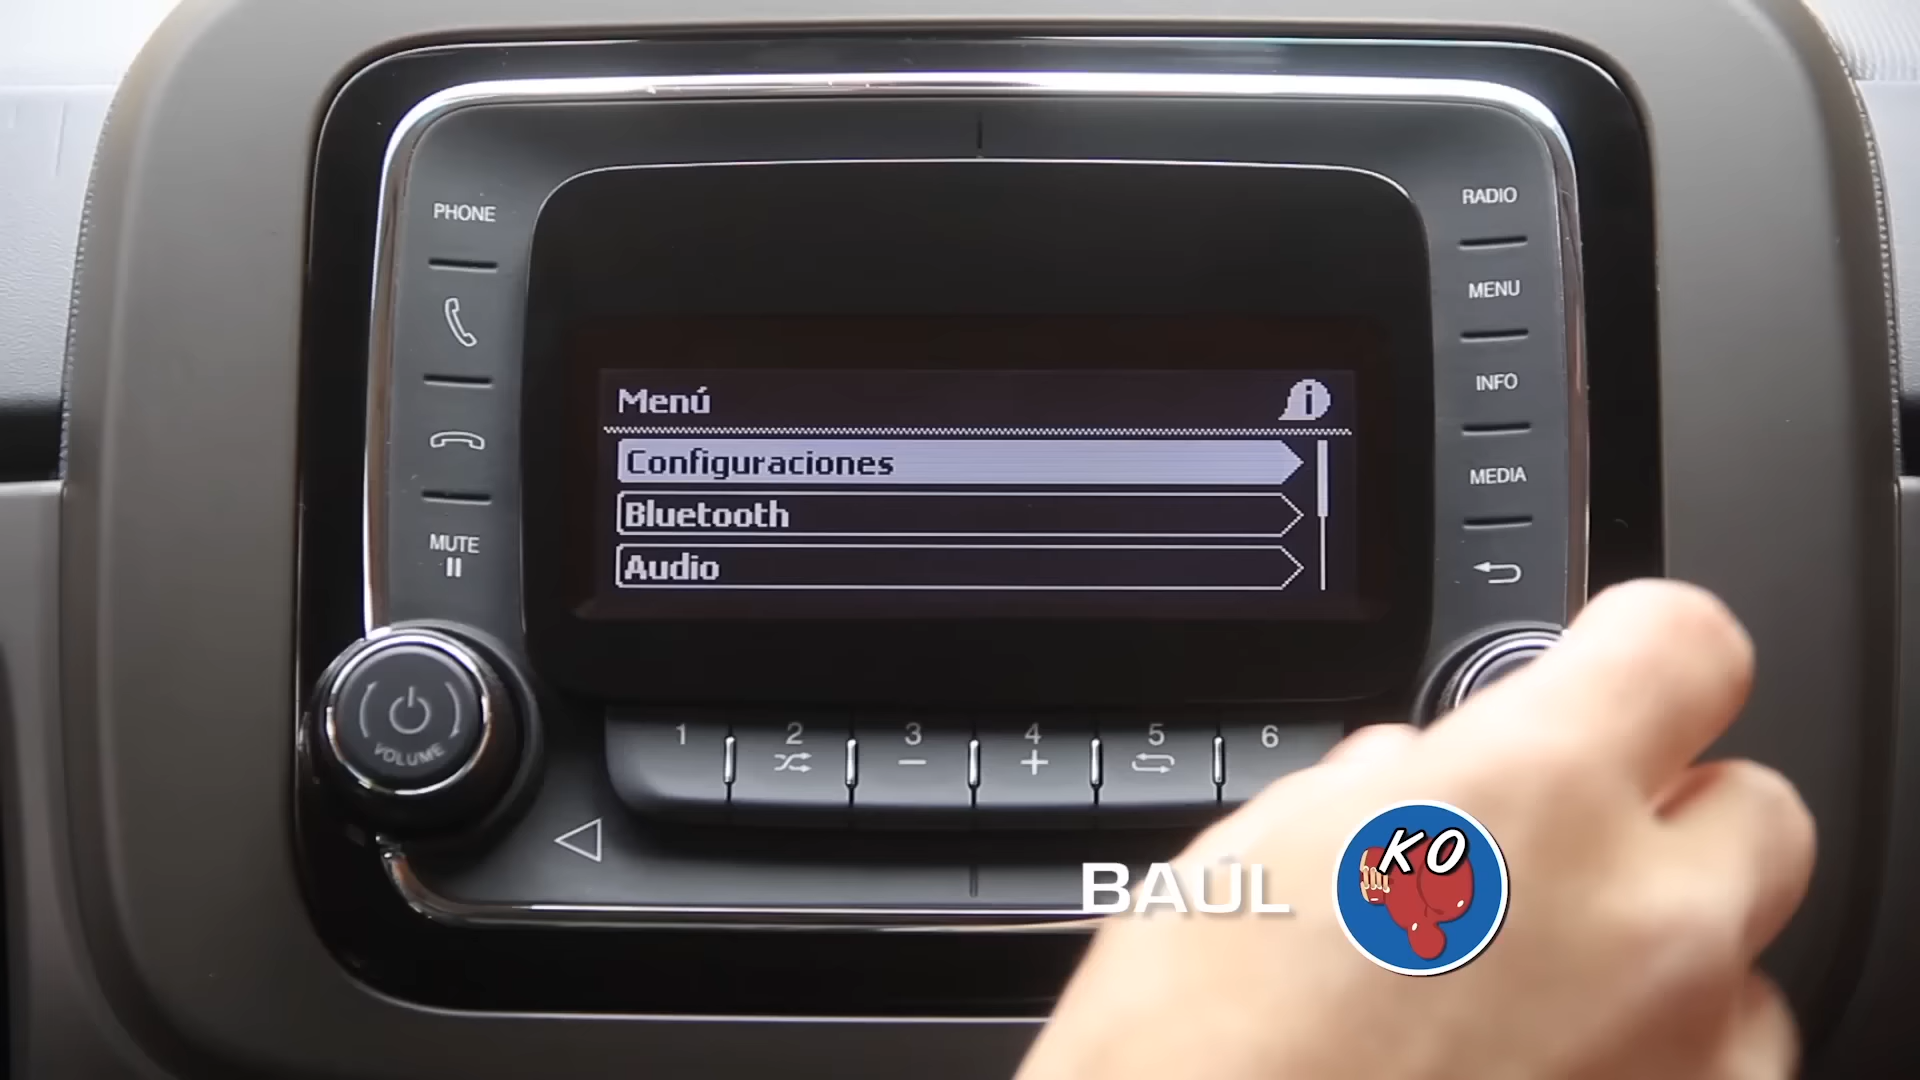 PHONE
MUTE
VOLUME
Menú
i
Configuraciones
Bluetooth
Audio
RADIO
MENU
INFO
MEDIA
1 2 3 4 5 6
− +
BAÚL
KO